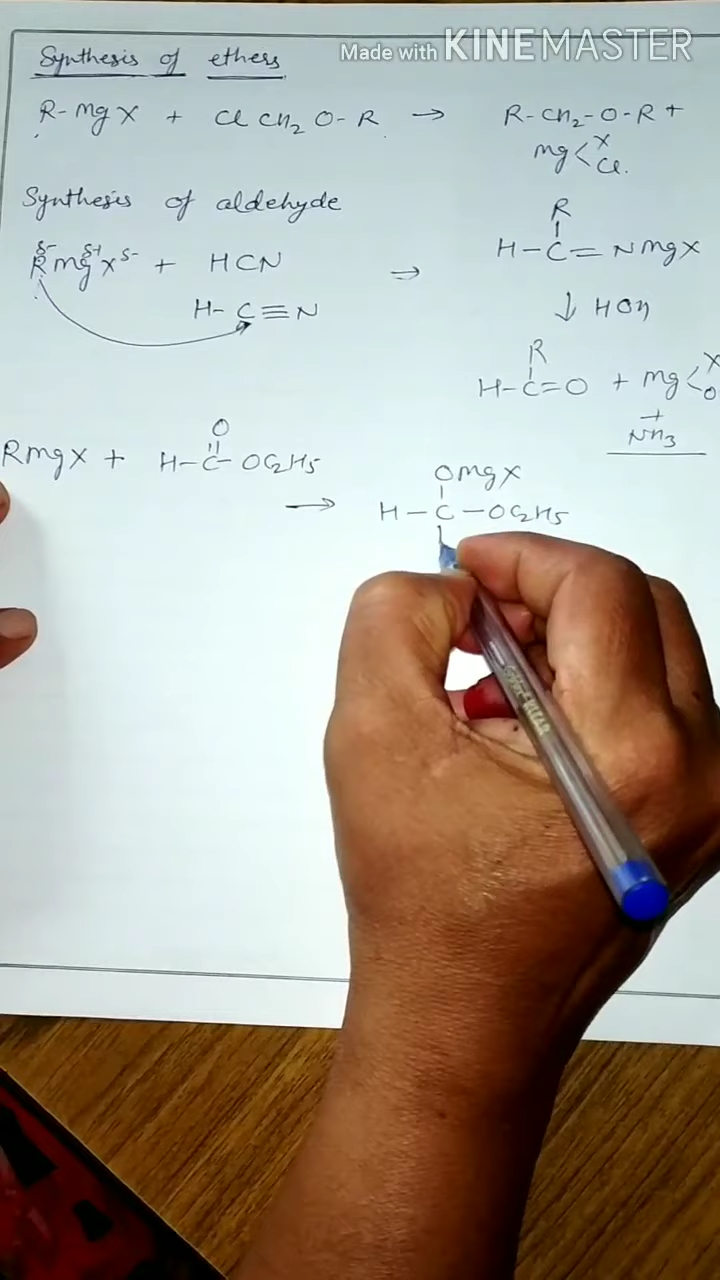 Made with KINEMASTER
Synthesis of ethers
R-mgX + ClCH₂O-R → R-CH₂-O-R +
mg<X Cl.
Synthesis of aldehyde
R
δ- δ+ δ-
RmgX + HCN → H-C=NmgX
H-C≡N
↓ HOH
R
H-C=O + mg<X O
+
NH₃
O
RmgX + H-C-OC₂H₅
OmgX
→ H-C-OC₂H₅